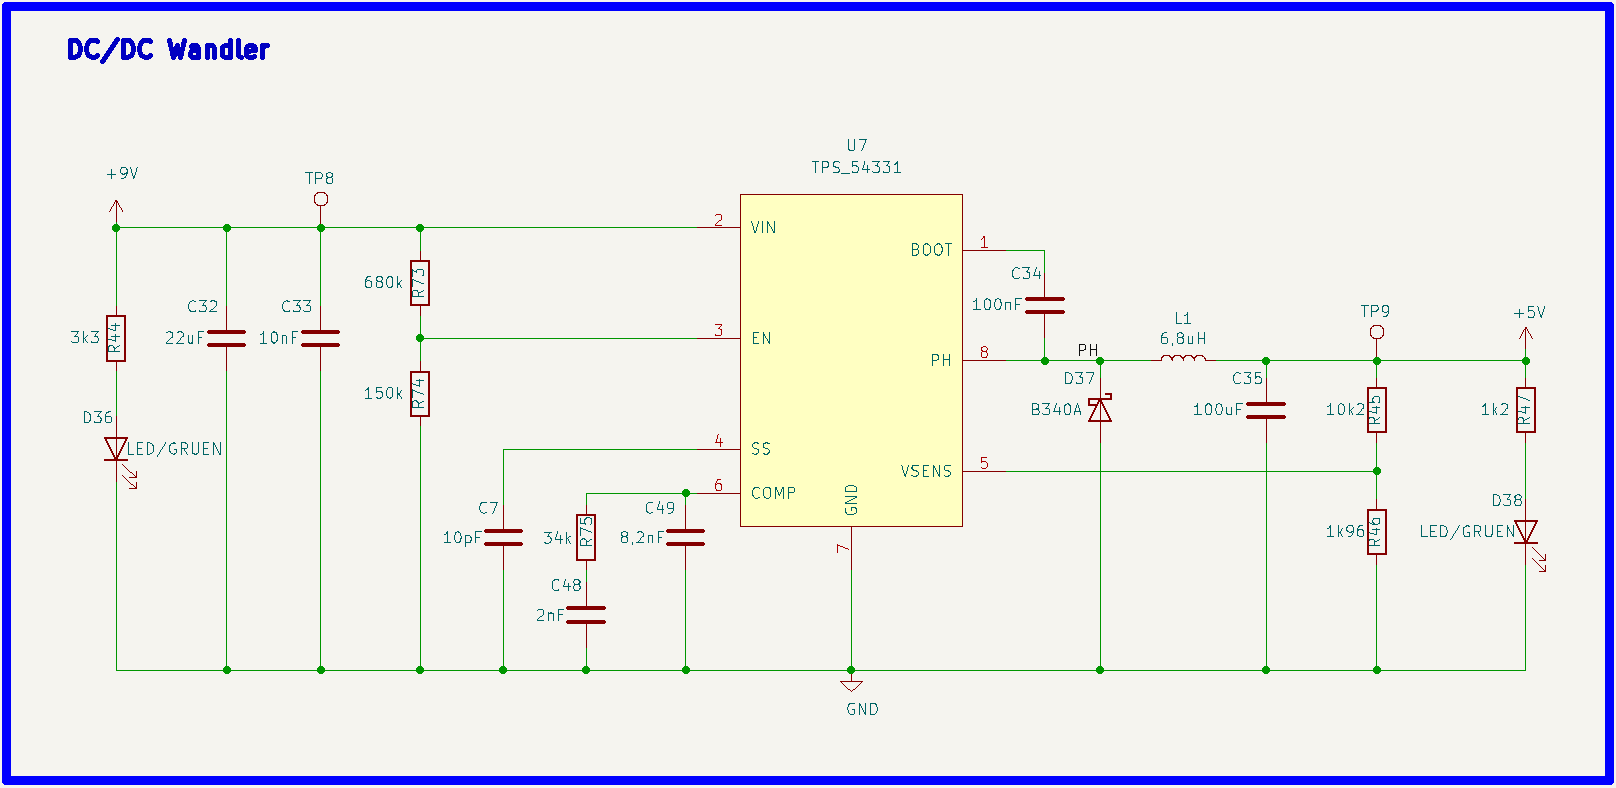 DC/DC Wandler
U7
TPS_54331
+9V
TP8
2
VIN
1
BOOT
C34
100nF
680k
R73
C32
22uF
C33
10nF
3k3
R44
3
EN
PH
8
PH
L1
6,8uH
TP9
+5V
D37
B340A
C35
100uF
10k2
R45
1k2
R47
150k
R74
D36
LED/GRUEN
4
SS
5
VSENS
6
COMP
GND
7
C7
10pF
34k
R75
C49
8,2nF
C48
2nF
1k96
R46
D38
LED/GRUEN
GND